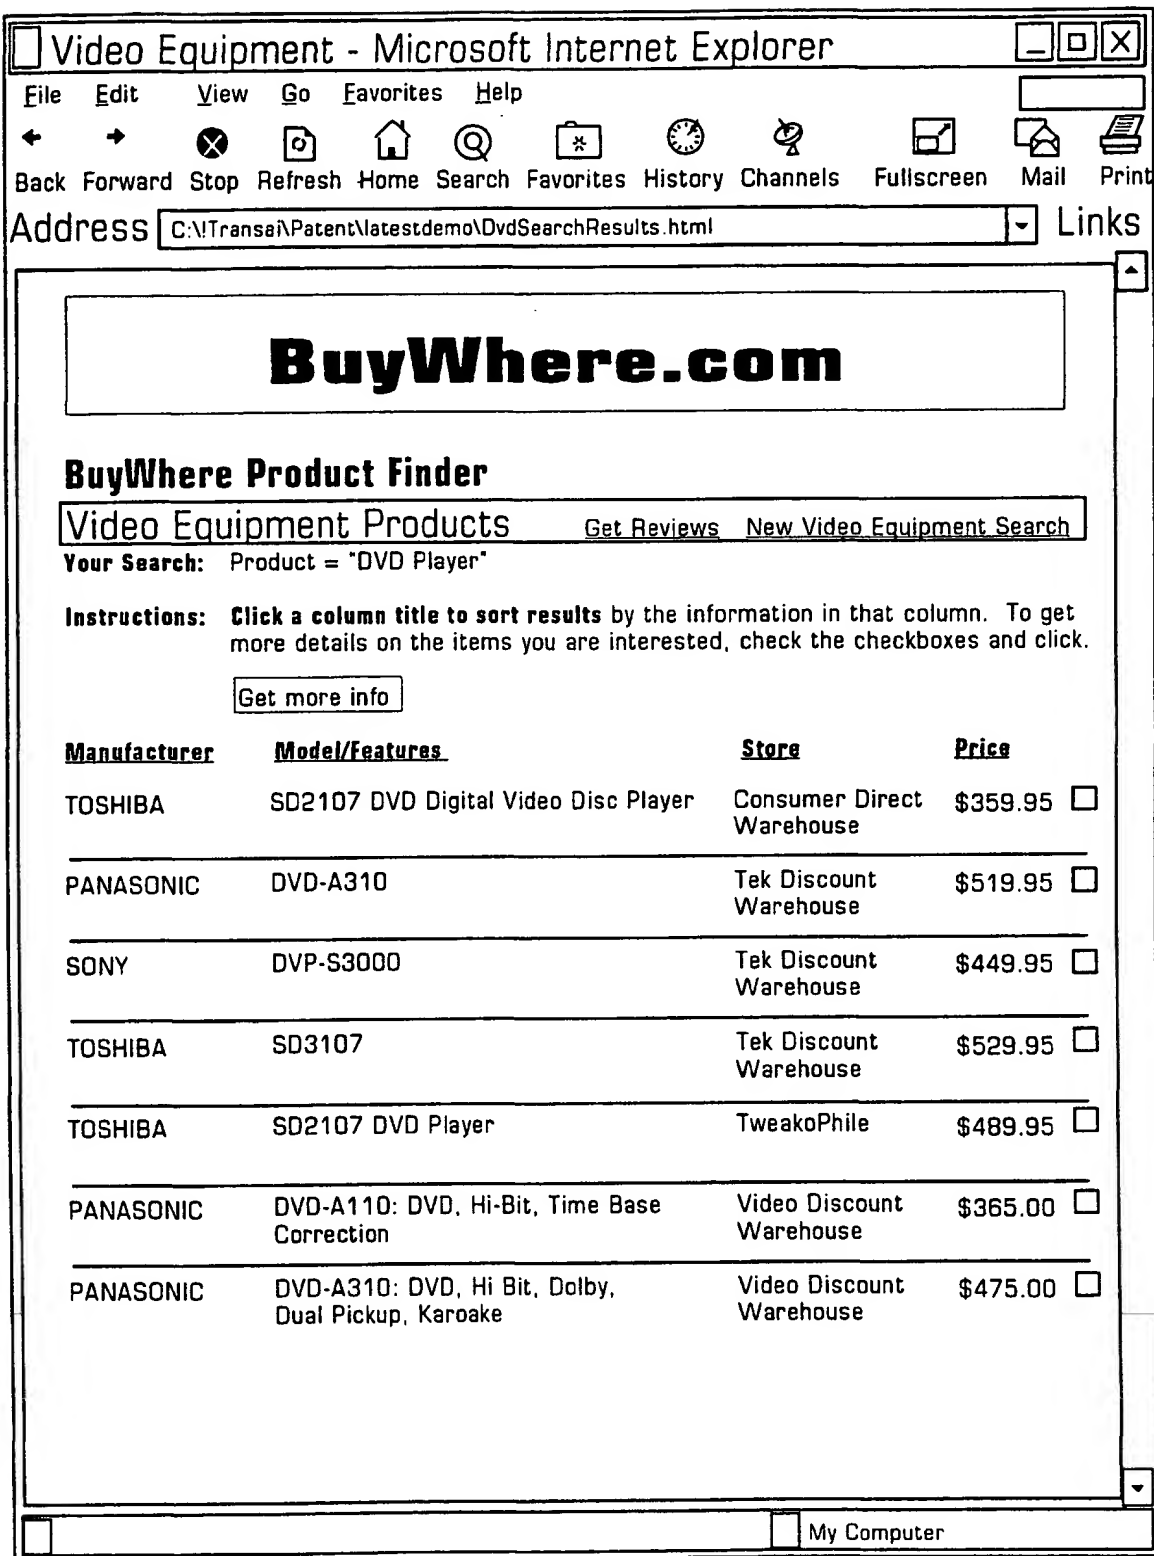 Video Equipment - Microsoft Internet Explorer
File Edit View Go Favorites Help
Back Forward Stop Refresh Home Search Favorites History Channels Fullscreen Mail Print
Address C:\!Transai\Patent\latestdemo\DvdSearchResults.html Links
BuyWhere.com
BuyWhere Product Finder
Video Equipment Products Get Reviews New Video Equipment Search
Your Search: Product = "DVD Player"
Instructions: Click a column title to sort results by the information in that column. To get
more details on the items you are interested, check the checkboxes and click.
Get more info
Manufacturer Model/Features Store Price
TOSHIBA SD2107 DVD Digital Video Disc Player Consumer Direct $359.95
Warehouse
PANASONIC DVD-A310 Tek Discount $519.95
Warehouse
SONY DVP-S3000 Tek Discount $449.95
Warehouse
TOSHIBA SD3107 Tek Discount $529.95
Warehouse
TOSHIBA SD2107 DVD Player TweakoPhile $489.95
PANASONIC DVD-A110: DVD, Hi-Bit, Time Base Video Discount $365.00
Correction Warehouse
PANASONIC DVD-A310: DVD, Hi Bit, Dolby, Video Discount $475.00
Dual Pickup, Karoake Warehouse
My Computer